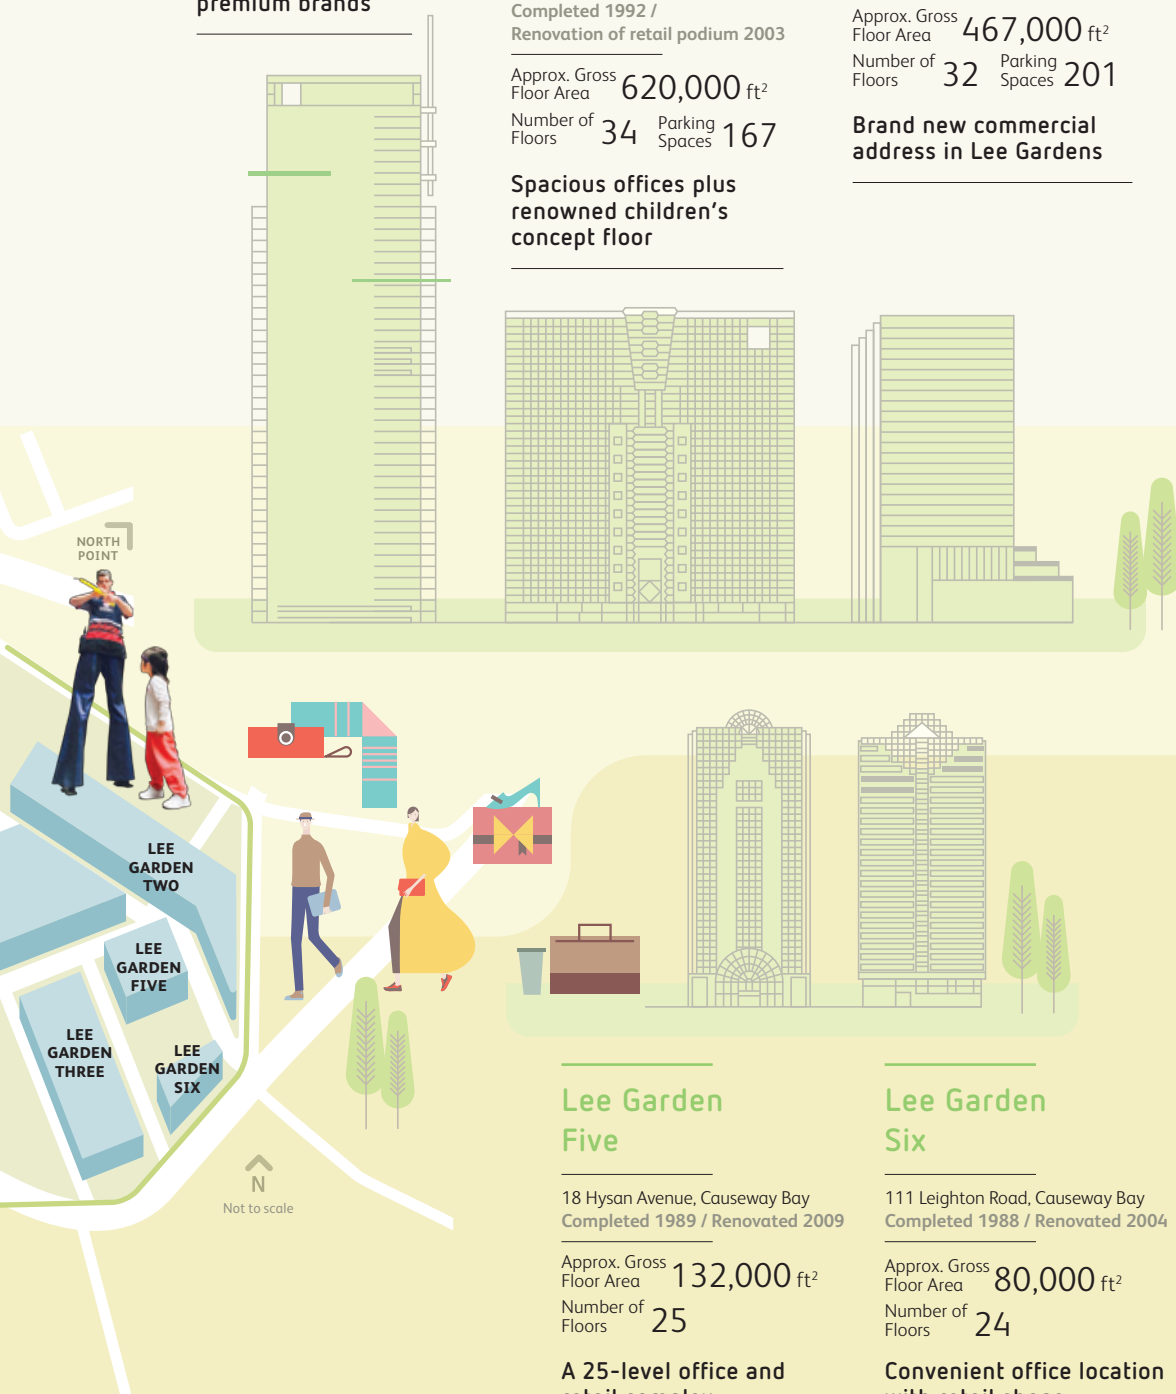 premium brands
Completed 1992 /
Renovation of retail podium 2003
Approx. Gross
Floor Area 620,000 ft²
Number of
Floors 34 Parking
Spaces 167
Spacious offices plus
renowned children's
concept floor
Approx. Gross
Floor Area 467,000 ft²
Number of
Floors 32 Parking
Spaces 201
Brand new commercial
address in Lee Gardens
NORTH
POINT
LEE
GARDEN
TWO
LEE
GARDEN
FIVE
LEE
GARDEN
THREE
LEE
GARDEN
SIX
N
Not to scale
Lee Garden
Five
18 Hysan Avenue, Causeway Bay
Completed 1989 / Renovated 2009
Approx. Gross
Floor Area 132,000 ft²
Number of
Floors 25
A 25-level office and
retail complex
Lee Garden
Six
111 Leighton Road, Causeway Bay
Completed 1988 / Renovated 2004
Approx. Gross
Floor Area 80,000 ft²
Number of
Floors 24
Convenient office location
with retail shops